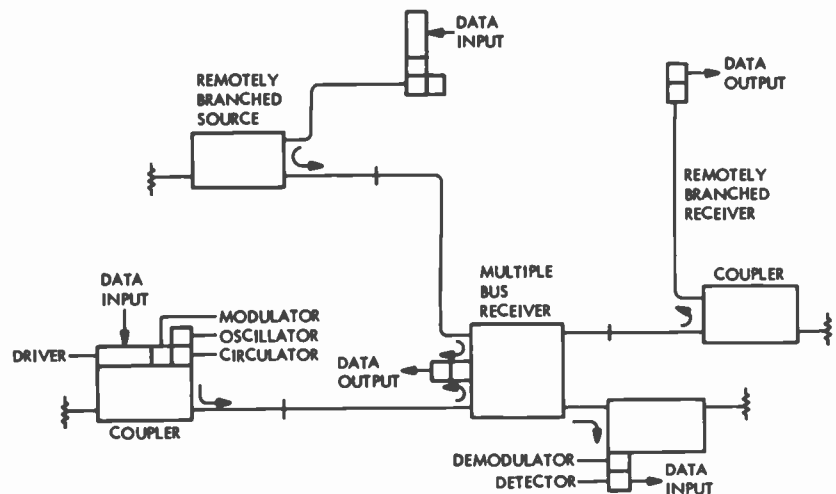 DATA
INPUT
REMOTELY
BRANCHED
SOURCE
DATA
OUTPUT
REMOTELY
BRANCHED
RECEIVER
COUPLER
MULTIPLE
BUS
RECEIVER
DATA
INPUT
MODULATOR
OSCILLATOR
CIRCULATOR
DRIVER
DATA
OUTPUT
COUPLER
DEMODULATOR
DETECTOR
DATA
INPUT